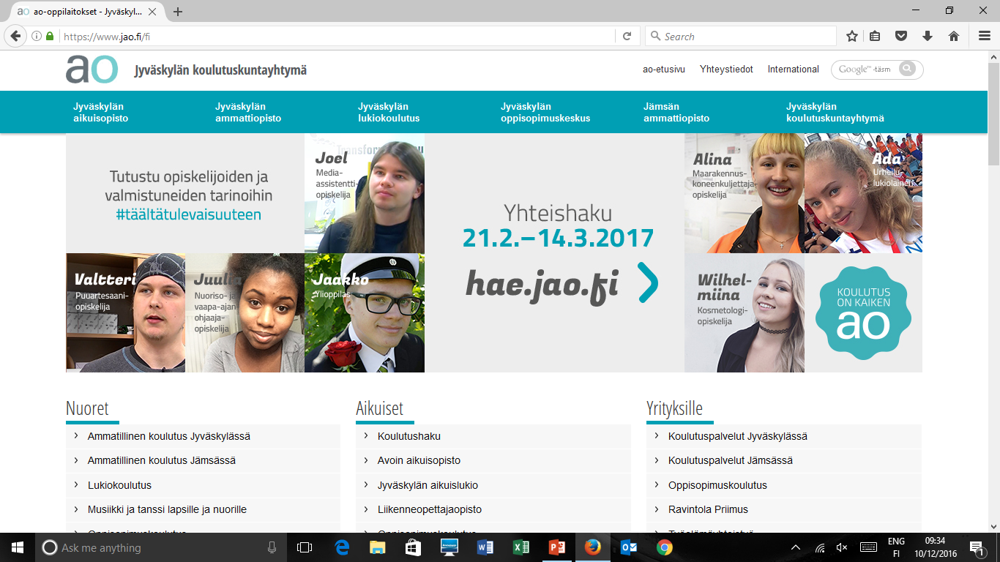 ao-oppilaitokset - Jyväskyl...
https://www.jao.fi/fi
Search
ao
Jyväskylän koulutuskuntayhtymä
ao-etusivu
Yhteystiedot
International
Google™ -täsm
Jyväskylän
aikuisopisto
Jyväskylän
ammattiopisto
Jyväskylän
lukiokoulutus
Jyväskylän
oppisopimuskeskus
Jämsän
ammattiopisto
Jyväskylän
koulutuskuntayhtymä
Tutustu opiskelijoiden ja
valmistuneiden tarinoihin
#täältätulevaisuuteen
Joel
Media-
assistentti-
opiskelija
Yhteishaku
21.2.–14.3.2017
hae.jao.fi
Alina
Maarakennus-
koneenkuljettaja-
opiskelija
Ada
Urheilu-
lukiolainen
Valtteri
Puuartesaani-
opiskelija
Juulia
Nuoriso- ja
vapaa-ajan-
ohjaaja-
opiskelija
Jaakko
Ylioppilas
Wilhel-
miina
Kosmetologi-
opiskelija
KOULUTUS
ON KAIKEN
ao
Nuoret
Ammatillinen koulutus Jyväskylässä
Ammatillinen koulutus Jämsässä
Lukiokoulutus
Musiikki ja tanssi lapsille ja nuorille
Oppisopimuskoulutus
Aikuiset
Koulutushaku
Avoin aikuisopisto
Jyväskylän aikuislukio
Liikenneopettajaopisto
Oppisopimuskoulutus
Yrityksille
Koulutuspalvelut Jyväskylässä
Koulutuspalvelut Jämsässä
Oppisopimuskoulutus
Ravintola Priimus
Ask me anything
ENG
FI
09:34
10/12/2016
1